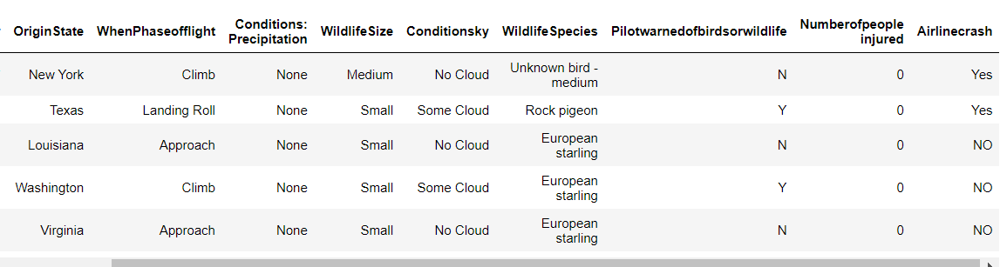 OriginState WhenPhaseofflight Conditions: Precipitation WildlifeSize Conditionsky WildlifeSpecies Pilotwarnedofbirdsorwildlife Numberofpeople injured Airlinecrash
New York Climb None Medium No Cloud Unknown bird - medium N 0 Yes
Texas Landing Roll None Small Some Cloud Rock pigeon Y 0 Yes
Louisiana Approach None Small No Cloud European starling N 0 NO
Washington Climb None Small Some Cloud European starling Y 0 NO
Virginia Approach None Small No Cloud European starling N 0 NO